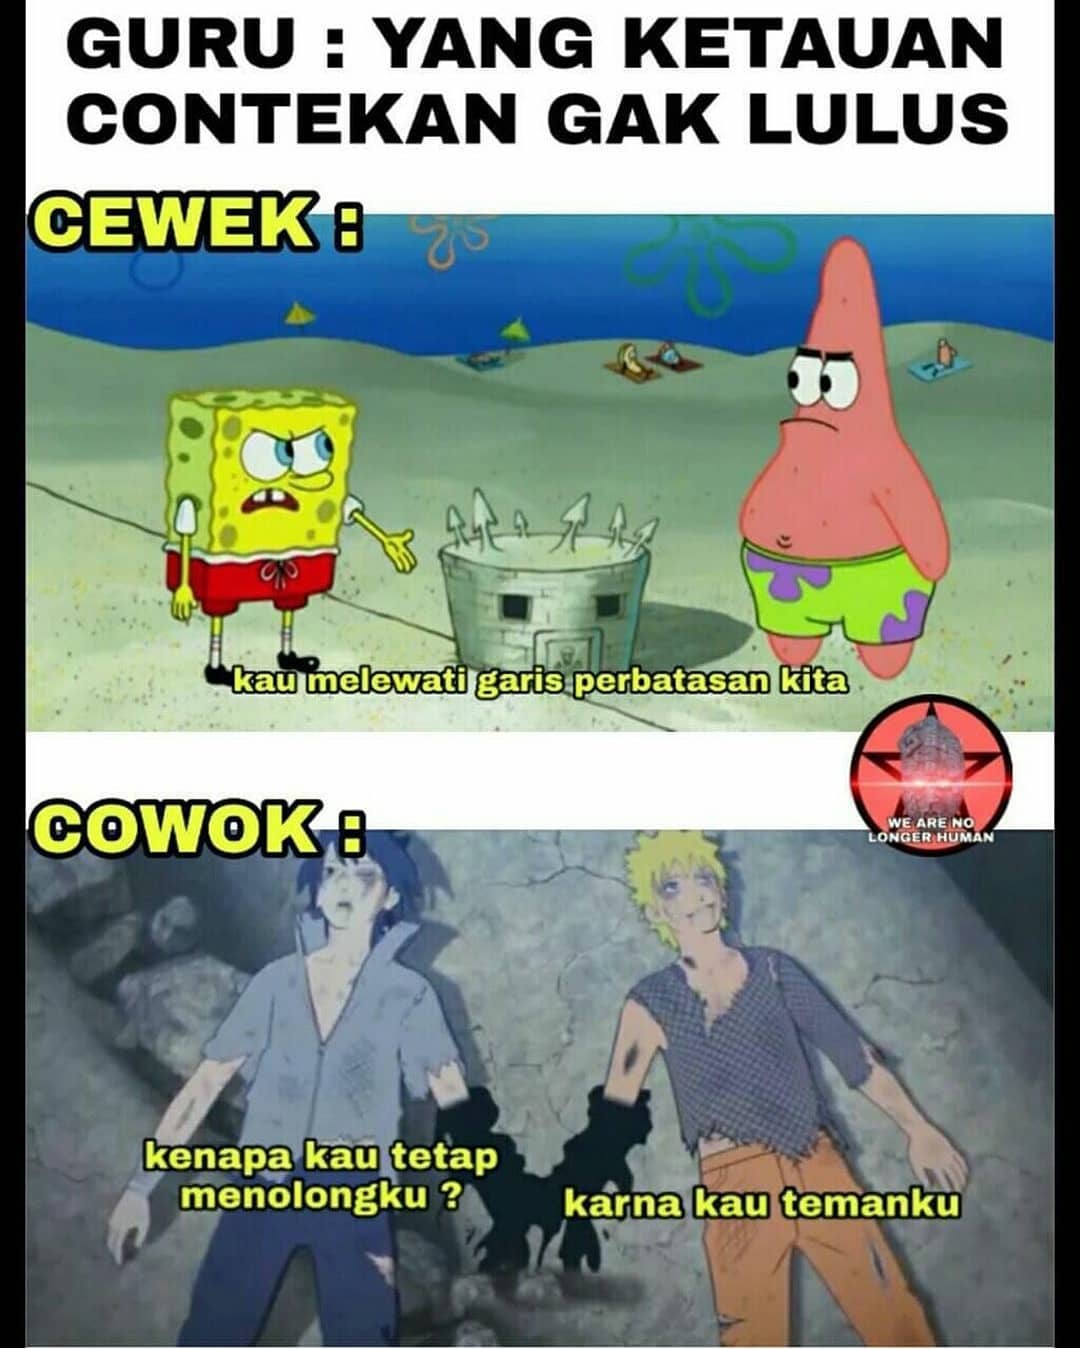 GURU : YANG KETAUAN
CONTEKAN GAK LULUS
CEWEK :
kau melewati garis perbatasan kita
WE ARE NO
LONGER HUMAN
COWOK :
kenapa kau tetap
menolongku ?
karna kau temanku